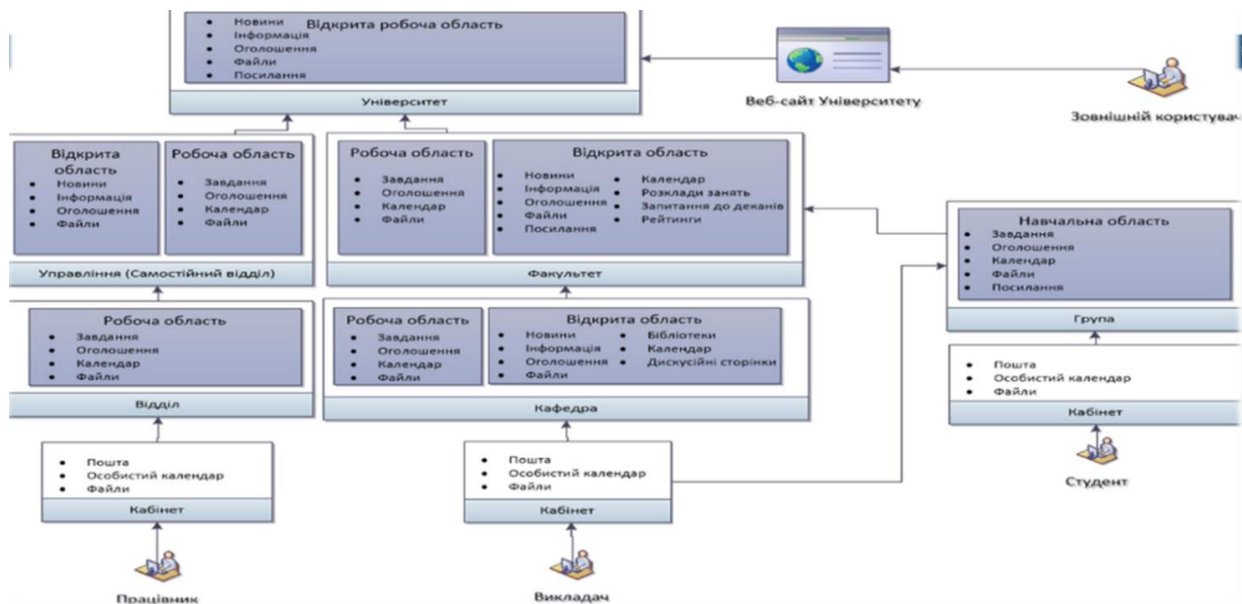 Відкрита робоча область
Новини
Інформація
Оголошення
Файли
Посилання
Університет
Веб-сайт Університету
Зовнішній користувач
Відкрита область
Новини
Інформація
Оголошення
Файли
Робоча область
Завдання
Оголошення
Календар
Файли
Управління (Самостійний відділ)
Робоча область
Завдання
Оголошення
Календар
Файли
Відкрита область
Новини
Інформація
Оголошення
Файли
Посилання
Календар
Розклади занять
Запитання до деканів
Рейтинги
Факультет
Навчальна область
Завдання
Оголошення
Календар
Файли
Посилання
Група
Робоча область
Завдання
Оголошення
Календар
Файли
Відділ
Робоча область
Завдання
Оголошення
Календар
Файли
Відкрита область
Новини
Інформація
Оголошення
Файли
Бібліотеки
Календар
Дискусійні сторінки
Кафедра
Пошта
Особистий календар
Файли
Кабінет
Студент
Пошта
Особистий календар
Файли
Кабінет
Працівник
Пошта
Особистий календар
Файли
Кабінет
Викладач